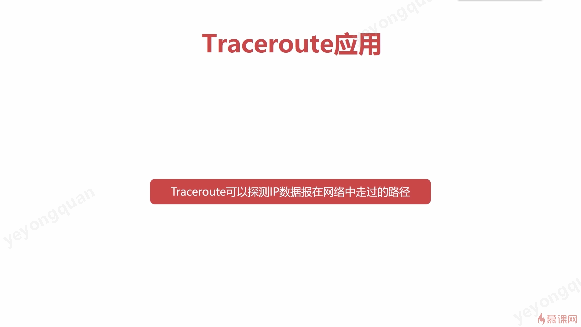 yeyongquan
Traceroute应用
Traceroute可以探测IP数据报在网络中走过的路径
yeyongquan
yeyongquan
慕课网